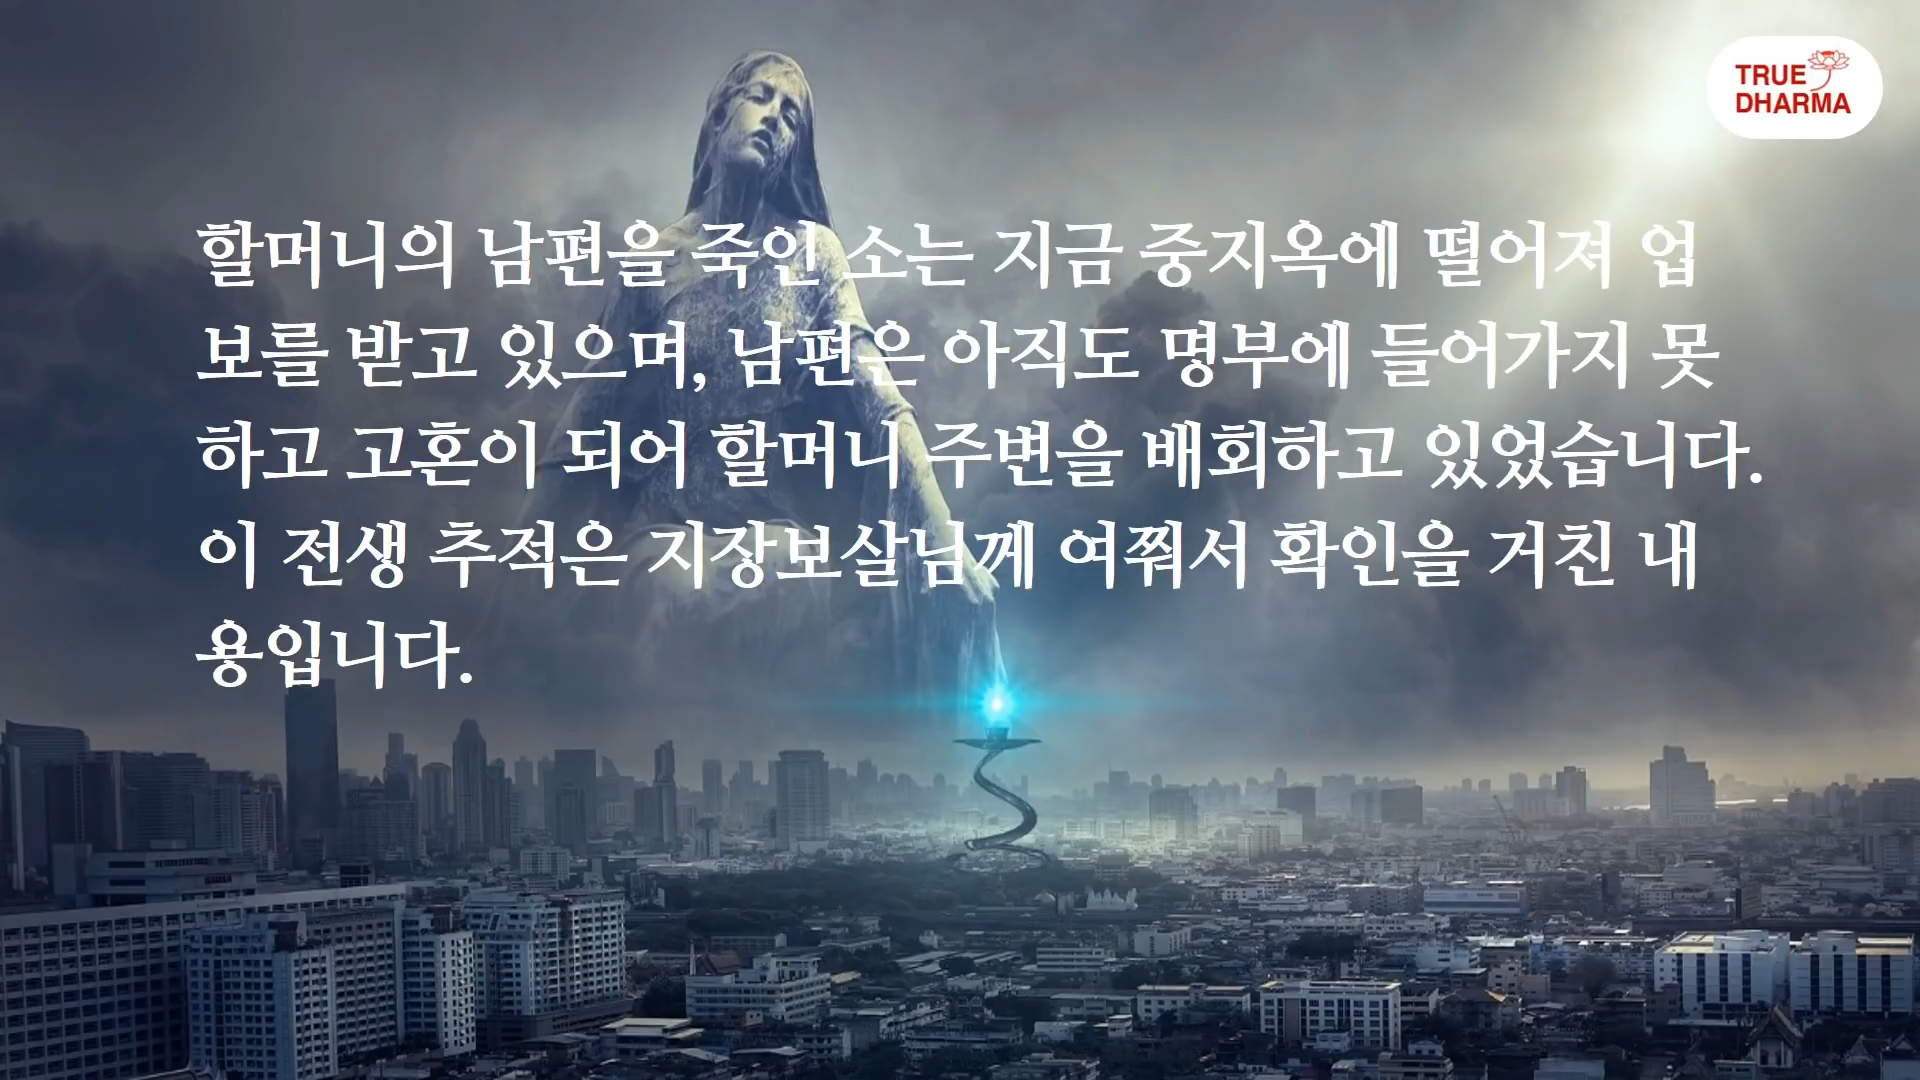 TRUE
DHARMA
할머니의 남편을 죽인 소는 지금 중지옥에 떨어져 업
보를 받고 있으며, 남편은 아직도 명부에 들어가지 못
하고 고혼이 되어 할머니 주변을 배회하고 있었습니다.
이 전생 추적은 지장보살님께 여쭤서 확인을 거친 내
용입니다.